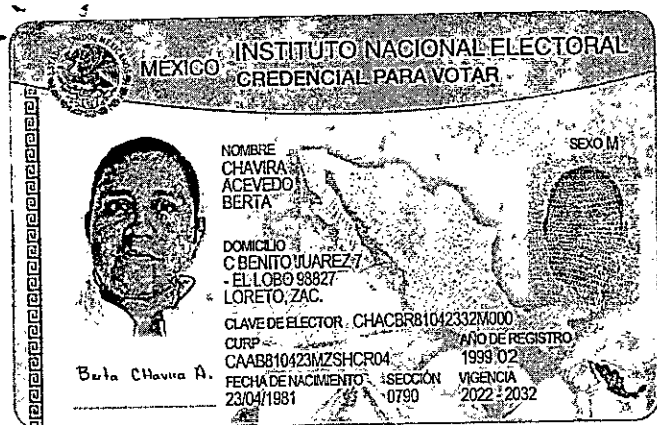 MÉXICO
INSTITUTO NACIONAL ELECTORAL
CREDENCIAL PARA VOTAR
NOMBRE
CHAVIRA
ACEVEDO
BERTA
SEXO M
DOMICILIO
C BENITO JUAREZ 7
- EL LOBO 98827
LORETO, ZAC.
CLAVE DE ELECTOR CHACBR81042332M000
CURP
CAAB810423MZSHCR04
AÑO DE REGISTRO
1999 02
FECHA DE NACIMIENTO
23/04/1981
SECCIÓN
0790
VIGENCIA
2022 - 2032
Berta CHavira A.